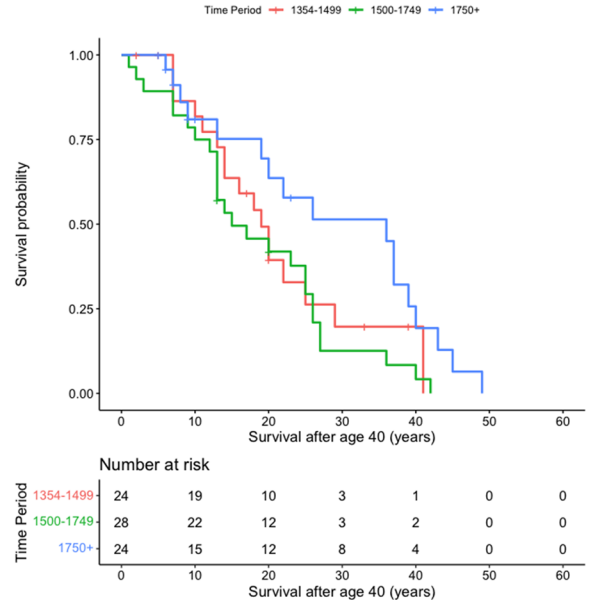 Time Period 1354-1499 1500-1749 1750+
1.00
0.75
0.50
0.25
0.00
Survival probability
0 10 20 30 40 50 60
Survival after age 40 (years)
Number at risk
Time Period
1354-1499 24 19 10 3 1 0 0
1500-1749 28 22 12 3 2 0 0
1750+ 24 15 12 8 4 0 0
0 10 20 30 40 50 60
Survival after age 40 (years)